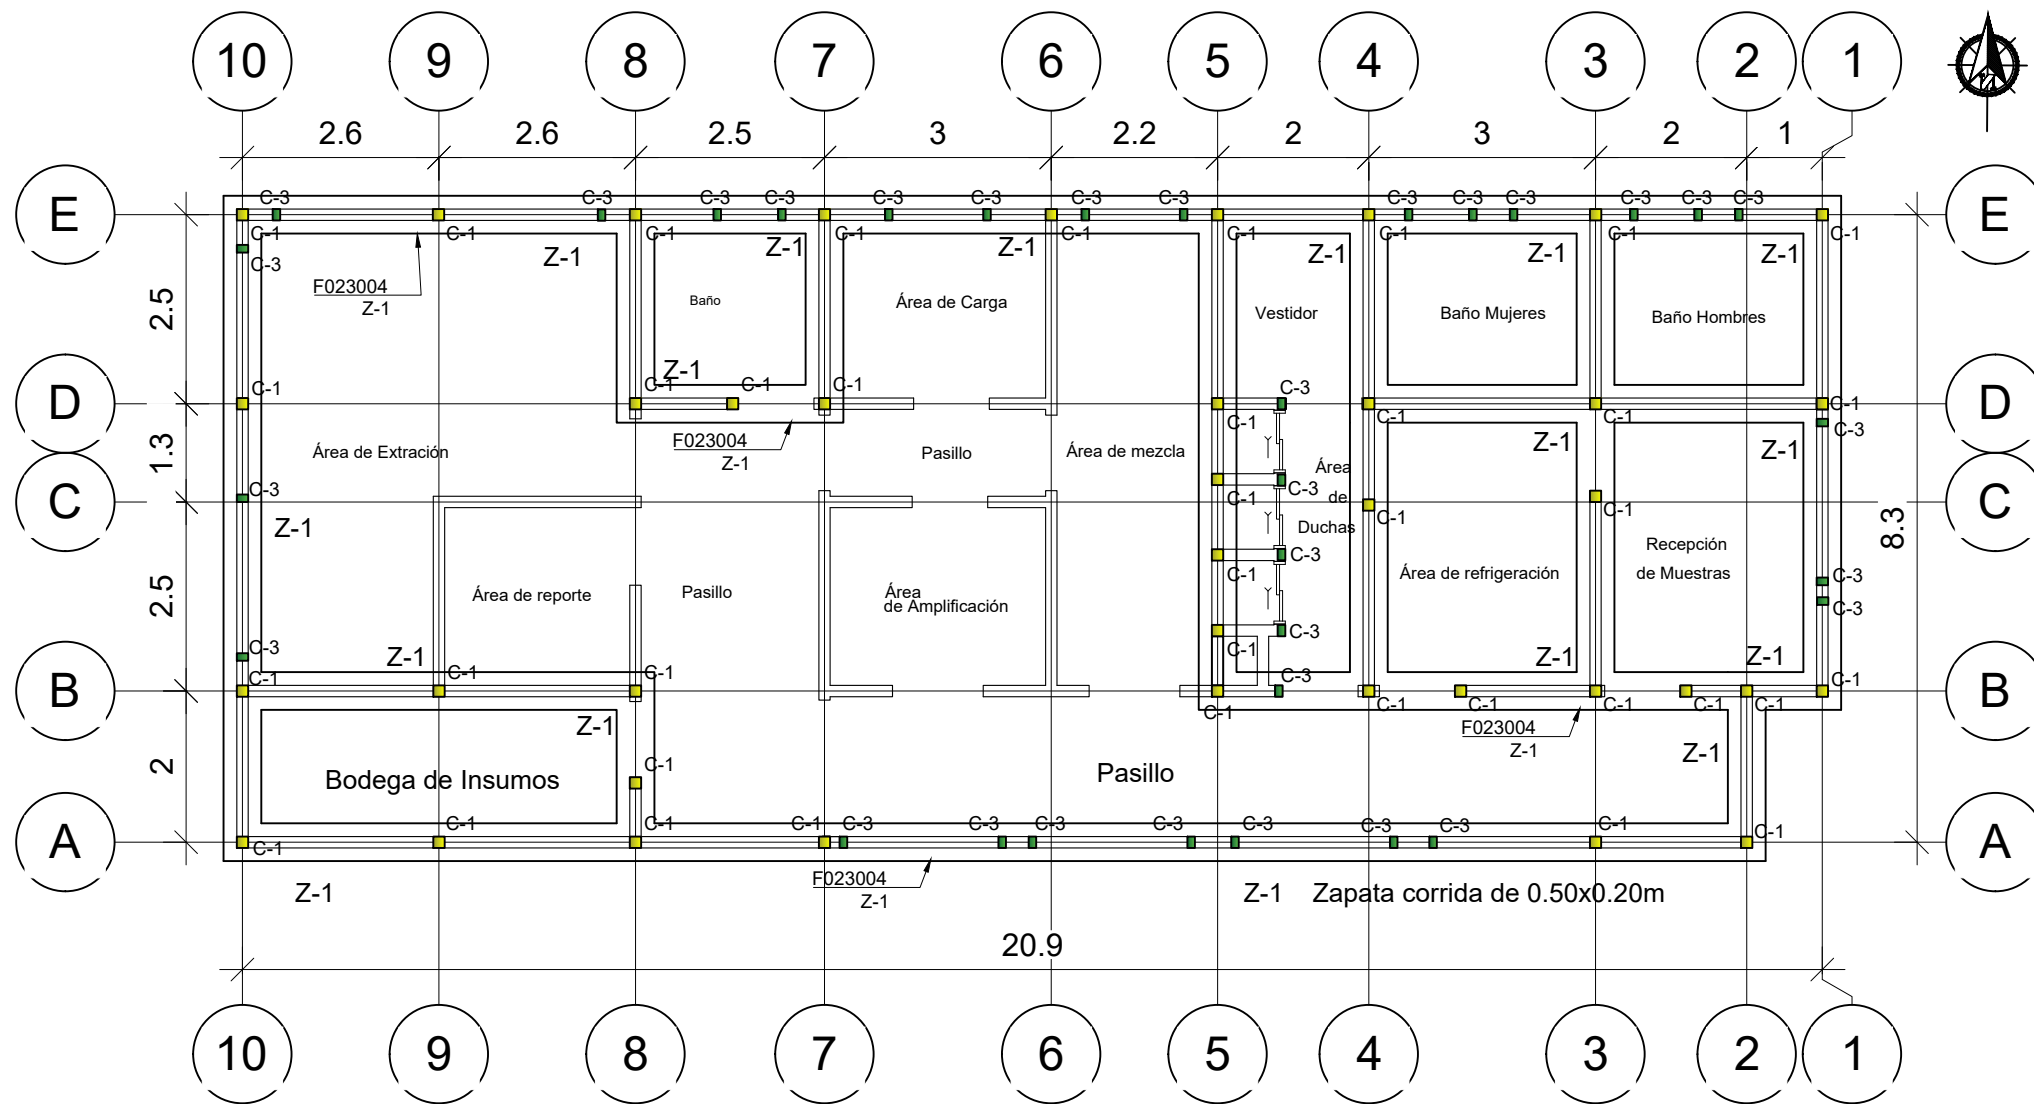 10 9 8 7 6 5 4 3 2 1
2.6 2.6 2.5 3 2.2 2 3 2 1
C-3 C-3 C-3 C-3 C-3 C-3 C-3 C-3 C-3 C-3 C-3 C-3 C-3 C-3
E E
C-1 C-1 C-1 C-1 C-1 C-1 C-1 C-1 C-1
C-3 Z-1 Z-1 Z-1 Z-1 Z-1 Z-1
F023004
Z-1
2.5
Baño
Área de Carga
Vestidor
Baño Mujeres
Baño Hombres
Z-1
C-1 C-1 C-1 C-1 C-3 C-1
D D
C-1 C-1 C-3
F023004
Z-1
Z-1 Z-1
1.3
Área de Extración
Pasillo
Área de mezcla
Área
de
Duchas
C-3 C-3
C C
C-1 C-1 C-1
Z-1
8.3
C-3
C-1
Recepción
de Muestras
Área de refrigeración
C-3
C-3
2.5
Área de reporte
Pasillo
Área
de Amplificación
C-3
C-1
C-3 Z-1 Z-1 Z-1
C-1 C-1 C-1 C-3 C-1
B B
C-1 C-1 C-1 C-1 C-1 C-1
Z-1
F023004
Z-1
Z-1
2
C-1
Bodega de Insumos
Pasillo
C-1 C-1 C-1 C-3 C-3 C-3 C-3 C-3 C-3 C-3 C-1 C-1
A A
C-1
F023004
Z-1
Z-1
Z-1 Zapata corrida de 0.50x0.20m
20.9
10 9 8 7 6 5 4 3 2 1